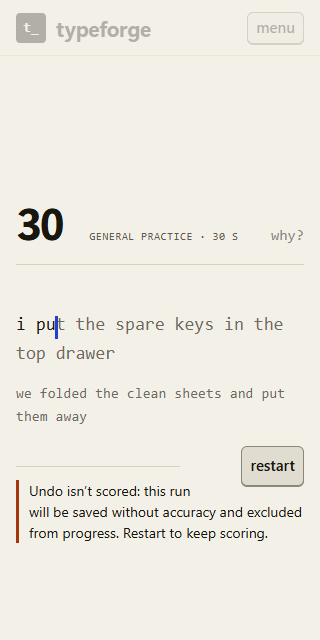 t_ typeforge menu
30 GENERAL PRACTICE · 30 S why?
i put the spare keys in the
top drawer
we folded the clean sheets and put
them away
restart
Undo isn't scored: this run
will be saved without accuracy and excluded
from progress. Restart to keep scoring.